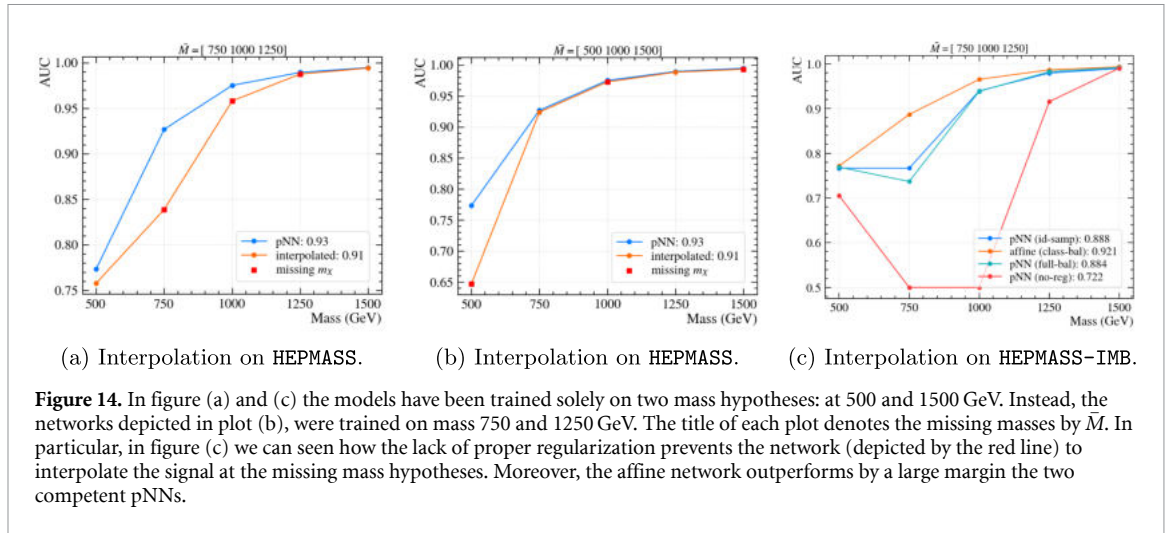 M̄ = [ 750 1000 1250]
AUC
1.00
0.95
0.90
0.85
0.80
0.75
pNN: 0.93
interpolated: 0.91
missing mX
500
750
1000
1250
1500
Mass (GeV)
(a) Interpolation on HEPMASS.
M̄ = [ 500 1000 1500]
AUC
1.00
0.95
0.90
0.85
0.80
0.75
0.70
0.65
pNN: 0.93
interpolated: 0.91
missing mX
500
750
1000
1250
1500
Mass (GeV)
(b) Interpolation on HEPMASS.
M̄ = [ 750 1000 1250]
AUC
1.0
0.9
0.8
0.7
0.6
0.5
pNN (id-samp): 0.888
affine (class-bal): 0.921
pNN (full-bal): 0.884
pNN (no-reg): 0.722
500
750
1000
1250
1500
Mass (GeV)
(c) Interpolation on HEPMASS-IMB.
Figure 14. In figure (a) and (c) the models have been trained solely on two mass hypotheses: at 500 and 1500 GeV. Instead, the
networks depicted in plot (b), were trained on mass 750 and 1250 GeV. The title of each plot denotes the missing masses by M̄. In
particular, in figure (c) we can seen how the lack of proper regularization prevents the network (depicted by the red line) to
interpolate the signal at the missing mass hypotheses. Moreover, the affine network outperforms by a large margin the two
competent pNNs.